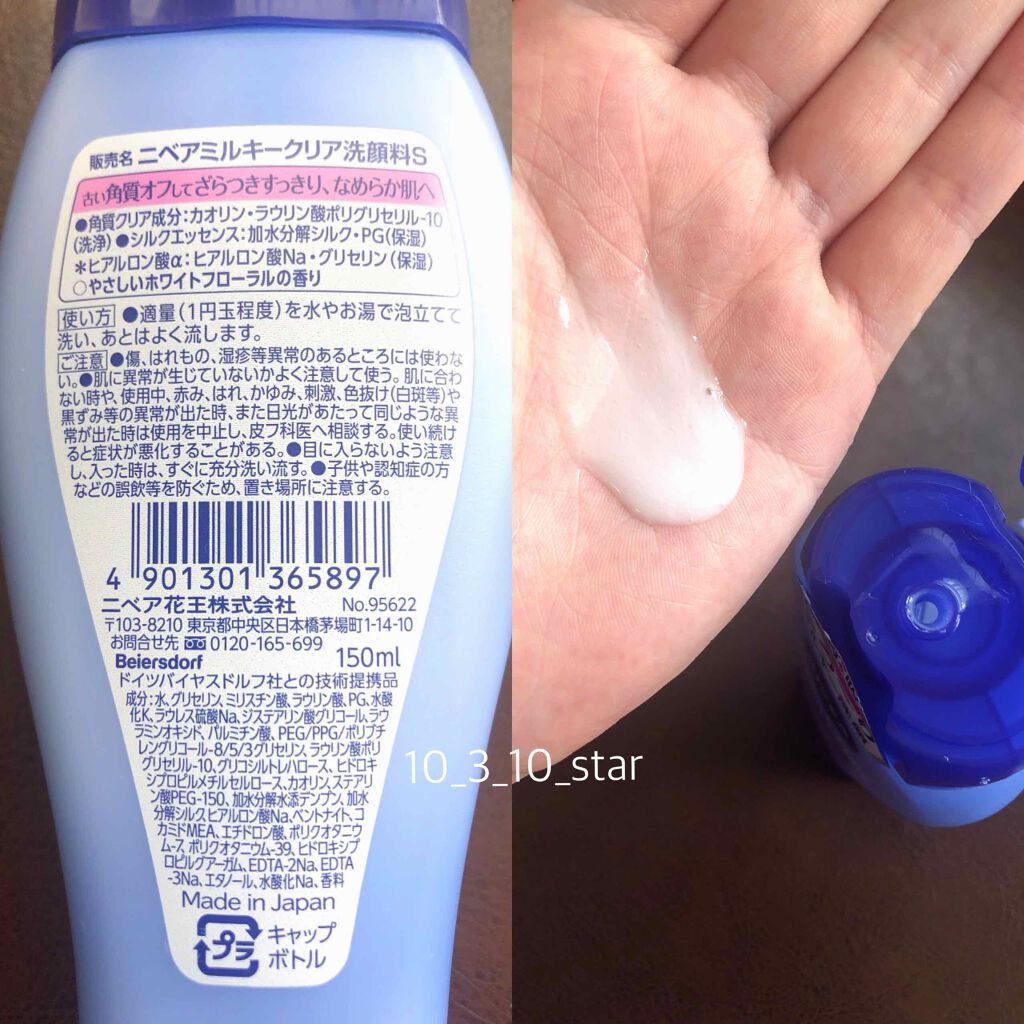 販売名 ニベアミルキークリア洗顔料S
古い角質オフしてざらつきすっきり、なめらか肌へ
●角質クリア成分:カオリン・ラウリン酸ポリグリセリル-10
(洗浄)●シルクエッセンス:加水分解シルク・PG(保湿)
*ヒアルロン酸α:ヒアルロン酸Na・グリセリン(保湿)
○やさしいホワイトフローラルの香り
使い方 ●適量(1円玉程度)を水やお湯で泡立てて
洗い、あとはよく流します。
ご注意 ●傷、はれもの、湿疹等異常のあるところには使わな
い。●肌に異常が生じていないかよく注意して使う。肌に合わ
ない時や、使用中、赤み、はれ、かゆみ、刺激、色抜け(白斑等)や
黒ずみ等の異常が出た時、また日光があたって同じような異
常が出た時は使用を中止し、皮フ科医へ相談する。使い続け
ると症状が悪化することがある。●目に入らないよう注意
し、入った時は、すぐに充分洗い流す。●子供や認知症の方
などの誤飲等を防ぐため、置き場所に注意する。
4 901301 365897
ニベア花王株式会社 No.95622
〒103-8210 東京都中央区日本橋茅場町1-14-10
お問合せ先 0120-165-699
Beiersdorf 150ml
ドイツバイヤスドルフ社との技術提携品
成分:水、グリセリン、ミリスチン酸、ラウリン酸、PG、水酸
化K、ラウレス硫酸Na、ジステアリン酸グリコール、ラウ
ラミンオキシド、パルミチン酸、PEG/PPG/ポリブチ
レングリコール-8/5/3グリセリン、ラウリン酸ポリ
グリセリル-10、グリコシルトレハロース、ヒドロキ
シプロピルメチルセルロース、カオリン、ステアリ
ン酸PEG-150、加水分解水添デンプン、加水
分解シルク、ヒアルロン酸Na、ベントナイト、コ
カミドMEA、エチドロン酸、ポリクオタニウ
ム-7、ポリクオタニウム-39、ヒドロキシプ
ロピルグアーガム、EDTA-2Na、EDTA
-3Na、エタノール、水酸化Na、香料
Made in Japan
プラ
キャップ
ボトル
10_3_10_star